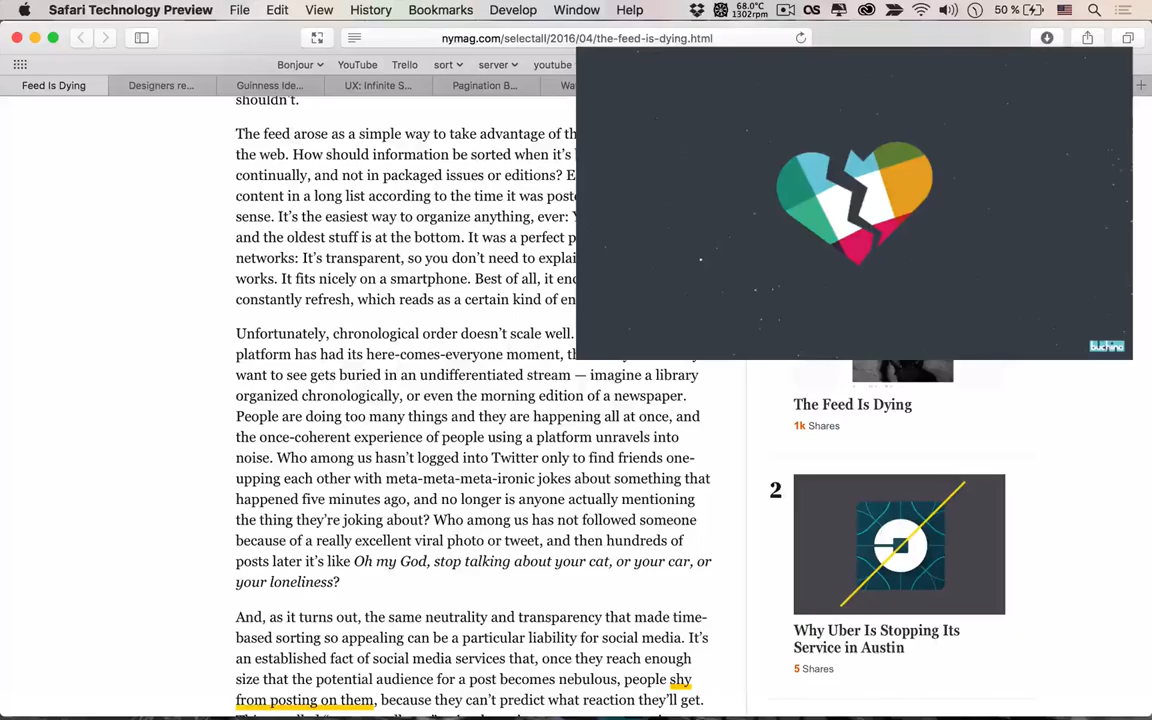 Safari Technology Preview File Edit View History Bookmarks Develop Window Help 68.0°C 1302rpm 50 %
nymag.com/selectall/2016/04/the-feed-is-dying.html
Bonjour YouTube Trello sort server youtube
Feed Is Dying Designers re... Guinness Ide... UX: Infinite S... Pagination B...
shouldn't.
The feed arose as a simple way to take advantage of th
the web. How should information be sorted when it's
continually, and not in packaged issues or editions? E
content in a long list according to the time it was poste
sense. It's the easiest way to organize anything, ever:
and the oldest stuff is at the bottom. It was a perfect p
networks: It's transparent, so you don't need to explai
works. It fits nicely on a smartphone. Best of all, it en
constantly refresh, which reads as a certain kind of en
Unfortunately, chronological order doesn't scale well.
platform has had its here-comes-everyone moment, th
want to see gets buried in an undifferentiated stream — imagine a library
organized chronologically, or even the morning edition of a newspaper.
People are doing too many things and they are happening all at once, and
the once-coherent experience of people using a platform unravels into
noise. Who among us hasn't logged into Twitter only to find friends one-
upping each other with meta-meta-meta-ironic jokes about something that
happened five minutes ago, and no longer is anyone actually mentioning
the thing they're joking about? Who among us has not followed someone
because of a really excellent viral photo or tweet, and then hundreds of
posts later it's like Oh my God, stop talking about your cat, or your car, or
your loneliness?
And, as it turns out, the same neutrality and transparency that made time-
based sorting so appealing can be a particular liability for social media. It's
an established fact of social media services that, once they reach enough
size that the potential audience for a post becomes nebulous, people shy
from posting on them, because they can't predict what reaction they'll get.
buching
The Feed Is Dying
1k Shares
2
Why Uber Is Stopping Its
Service in Austin
5 Shares